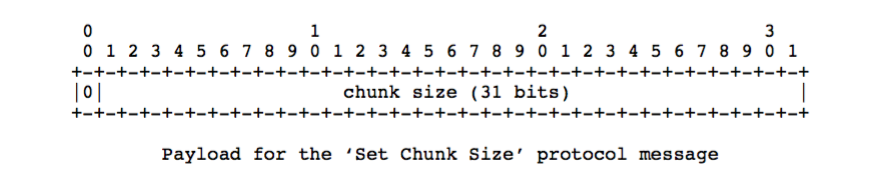 0                   1                   2                   3
 0 1 2 3 4 5 6 7 8 9 0 1 2 3 4 5 6 7 8 9 0 1 2 3 4 5 6 7 8 9 0 1
+-+-+-+-+-+-+-+-+-+-+-+-+-+-+-+-+-+-+-+-+-+-+-+-+-+-+-+-+-+-+-+-+
|0|                     chunk size (31 bits)                    |
+-+-+-+-+-+-+-+-+-+-+-+-+-+-+-+-+-+-+-+-+-+-+-+-+-+-+-+-+-+-+-+-+
Payload for the ‘Set Chunk Size’ protocol message